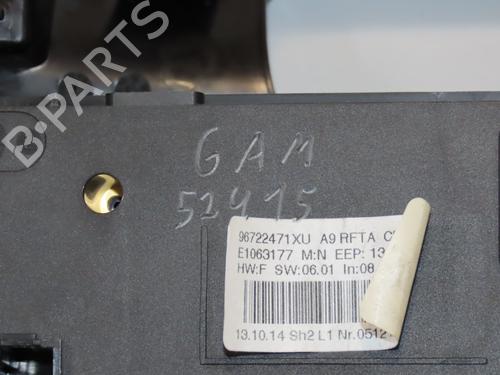 B-PARTS
GAM
52415
96722471XU A9 RFTA
E1063177 M:N EEP: 13
HW:F SW:06.01 In:08
13.10.14 Sh2 L1 Nr.0512